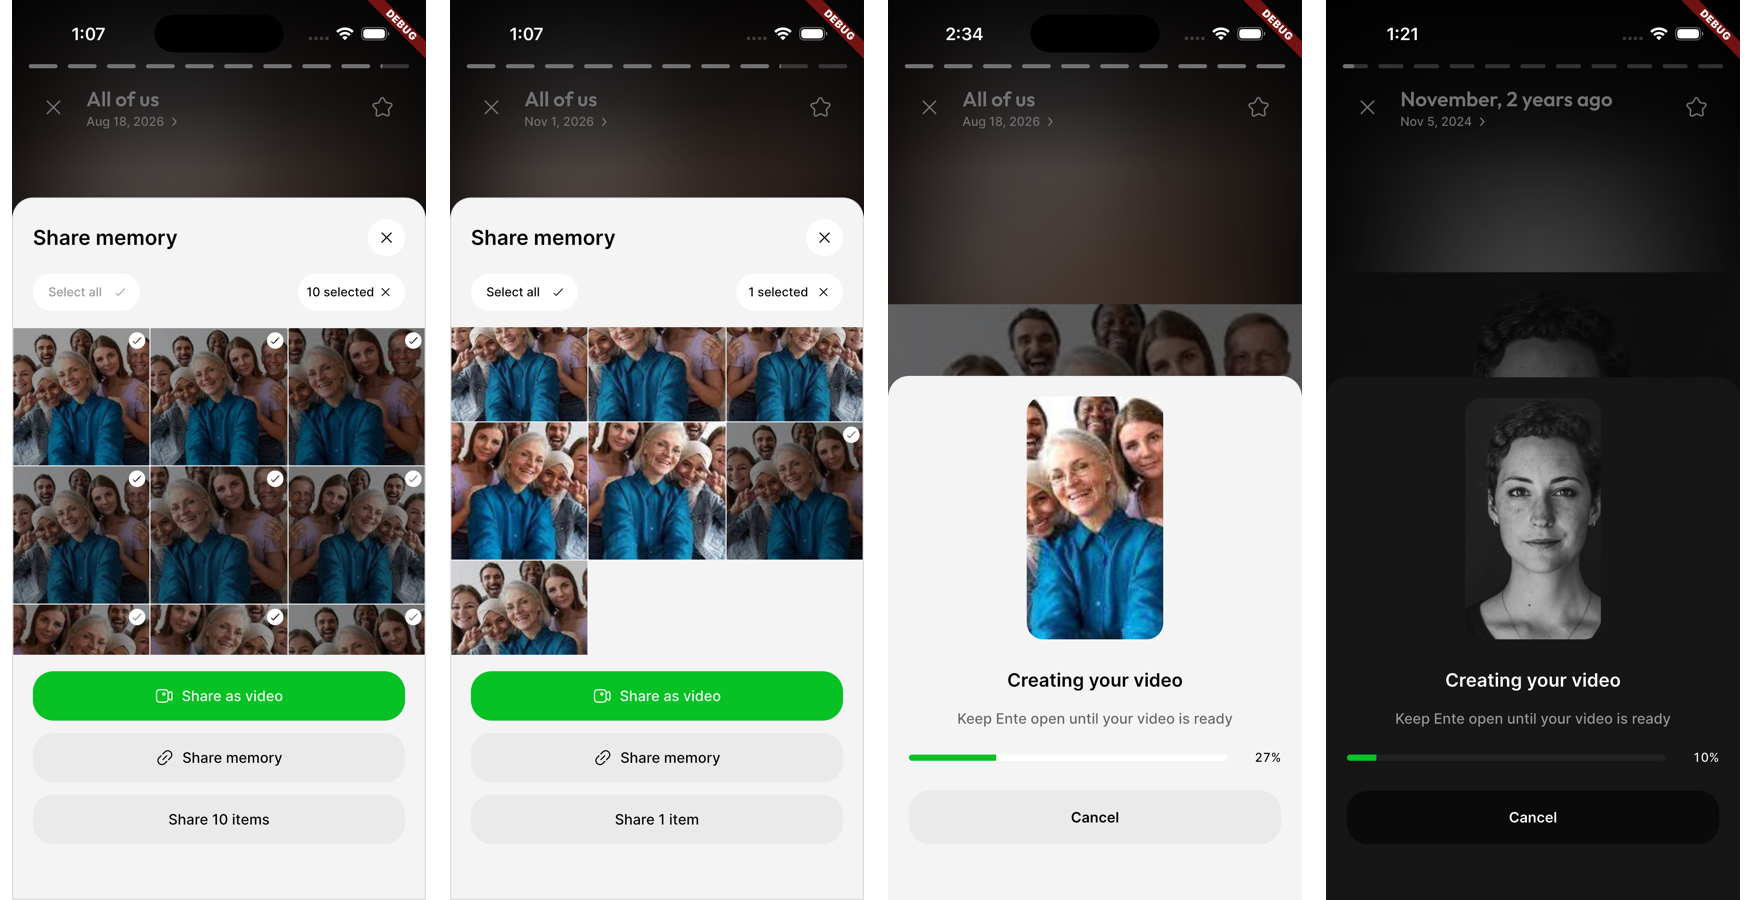 1:07
DEBUG
All of us
Aug 18, 2026
Share memory
Select all
10 selected
Share as video
Share memory
Share 10 items
1:07
DEBUG
All of us
Nov 1, 2026
Share memory
Select all
1 selected
Share as video
Share memory
Share 1 item
2:34
DEBUG
All of us
Aug 18, 2026
Creating your video
Keep Ente open until your video is ready
27%
Cancel
1:21
DEBUG
November, 2 years ago
Nov 5, 2024
Creating your video
Keep Ente open until your video is ready
10%
Cancel